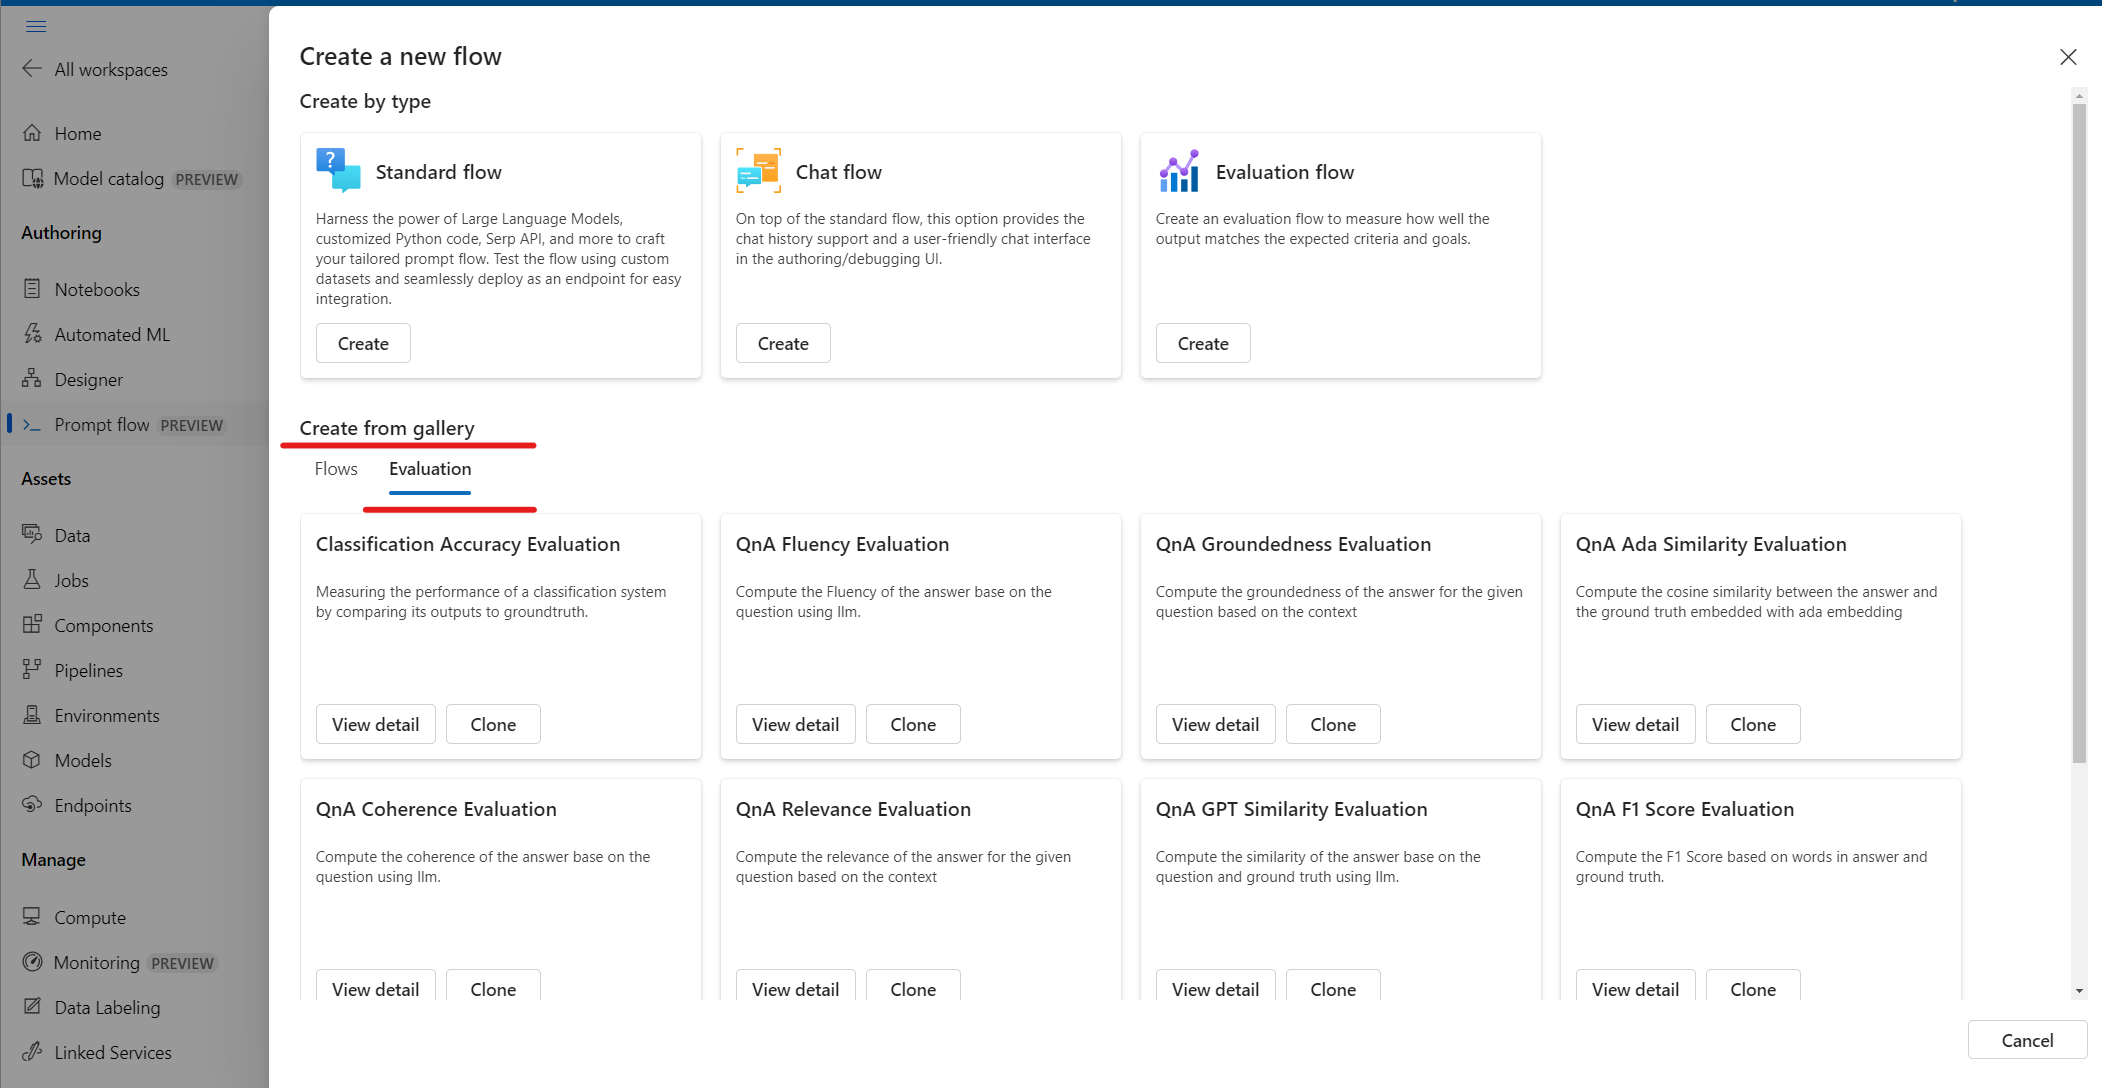 All workspaces
Home
Model catalog PREVIEW
Authoring
Notebooks
Automated ML
Designer
Prompt flow PREVIEW
Assets
Data
Jobs
Components
Pipelines
Environments
Models
Endpoints
Manage
Compute
Monitoring PREVIEW
Data Labeling
Linked Services
Create a new flow
Create by type
Standard flow
Harness the power of Large Language Models,
customized Python code, Serp API, and more to craft
your tailored prompt flow. Test the flow using custom
datasets and seamlessly deploy as an endpoint for easy
integration.
Create
Chat flow
On top of the standard flow, this option provides the
chat history support and a user-friendly chat interface
in the authoring/debugging UI.
Create
Evaluation flow
Create an evaluation flow to measure how well the
output matches the expected criteria and goals.
Create
Create from gallery
Flows Evaluation
Classification Accuracy Evaluation
Measuring the performance of a classification system
by comparing its outputs to groundtruth.
View detail Clone
QnA Fluency Evaluation
Compute the Fluency of the answer base on the
question using llm.
View detail Clone
QnA Groundedness Evaluation
Compute the groundedness of the answer for the given
question based on the context
View detail Clone
QnA Ada Similarity Evaluation
Compute the cosine similarity between the answer and
the ground truth embedded with ada embedding
View detail Clone
QnA Coherence Evaluation
Compute the coherence of the answer base on the
question using llm.
View detail Clone
QnA Relevance Evaluation
Compute the relevance of the answer for the given
question based on the context
View detail Clone
QnA GPT Similarity Evaluation
Compute the similarity of the answer base on the
question and ground truth using llm.
View detail Clone
QnA F1 Score Evaluation
Compute the F1 Score based on words in answer and
ground truth.
View detail Clone
Cancel